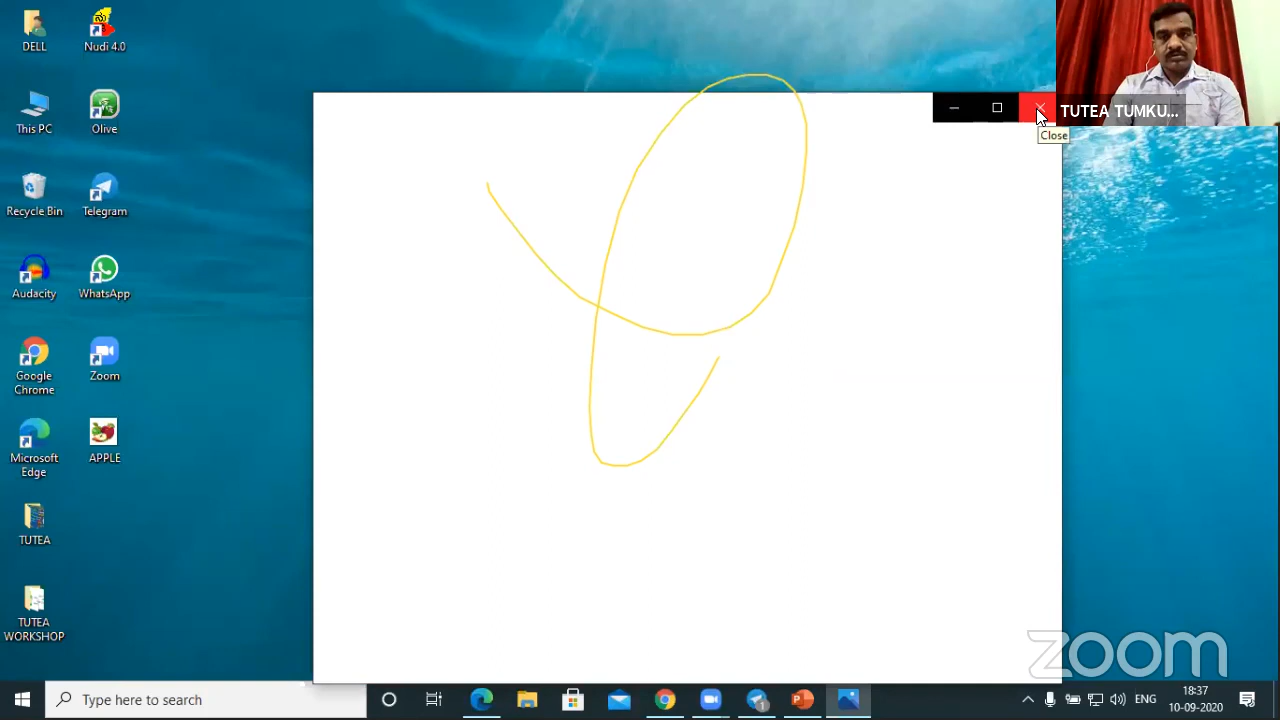 DELL
Nudi 4.0
This PC
Olive
Recycle Bin
Telegram
Audacity
WhatsApp
Google
Chrome
Zoom
Microsoft
Edge
APPLE
TUTEA
TUTEA
WORKSHOP
TUTEA TUMKU...
Close
zoom
Type here to search
1
ENG
18:37
10-09-2020